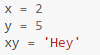 x = 2
y = 5
xy = 'Hey'